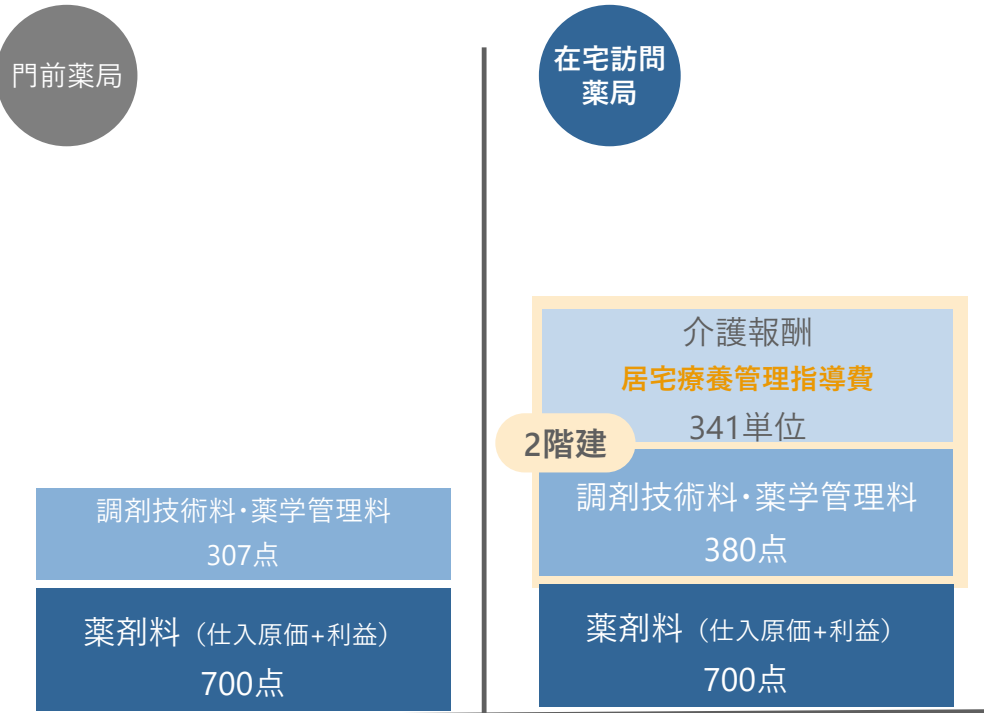 門前薬局
調剤技術料・薬学管理料
307点
薬剤料（仕入原価+利益）
700点
在宅訪問
薬局
介護報酬
居宅療養管理指導費
341単位
2階建
調剤技術料・薬学管理料
380点
薬剤料（仕入原価+利益）
700点